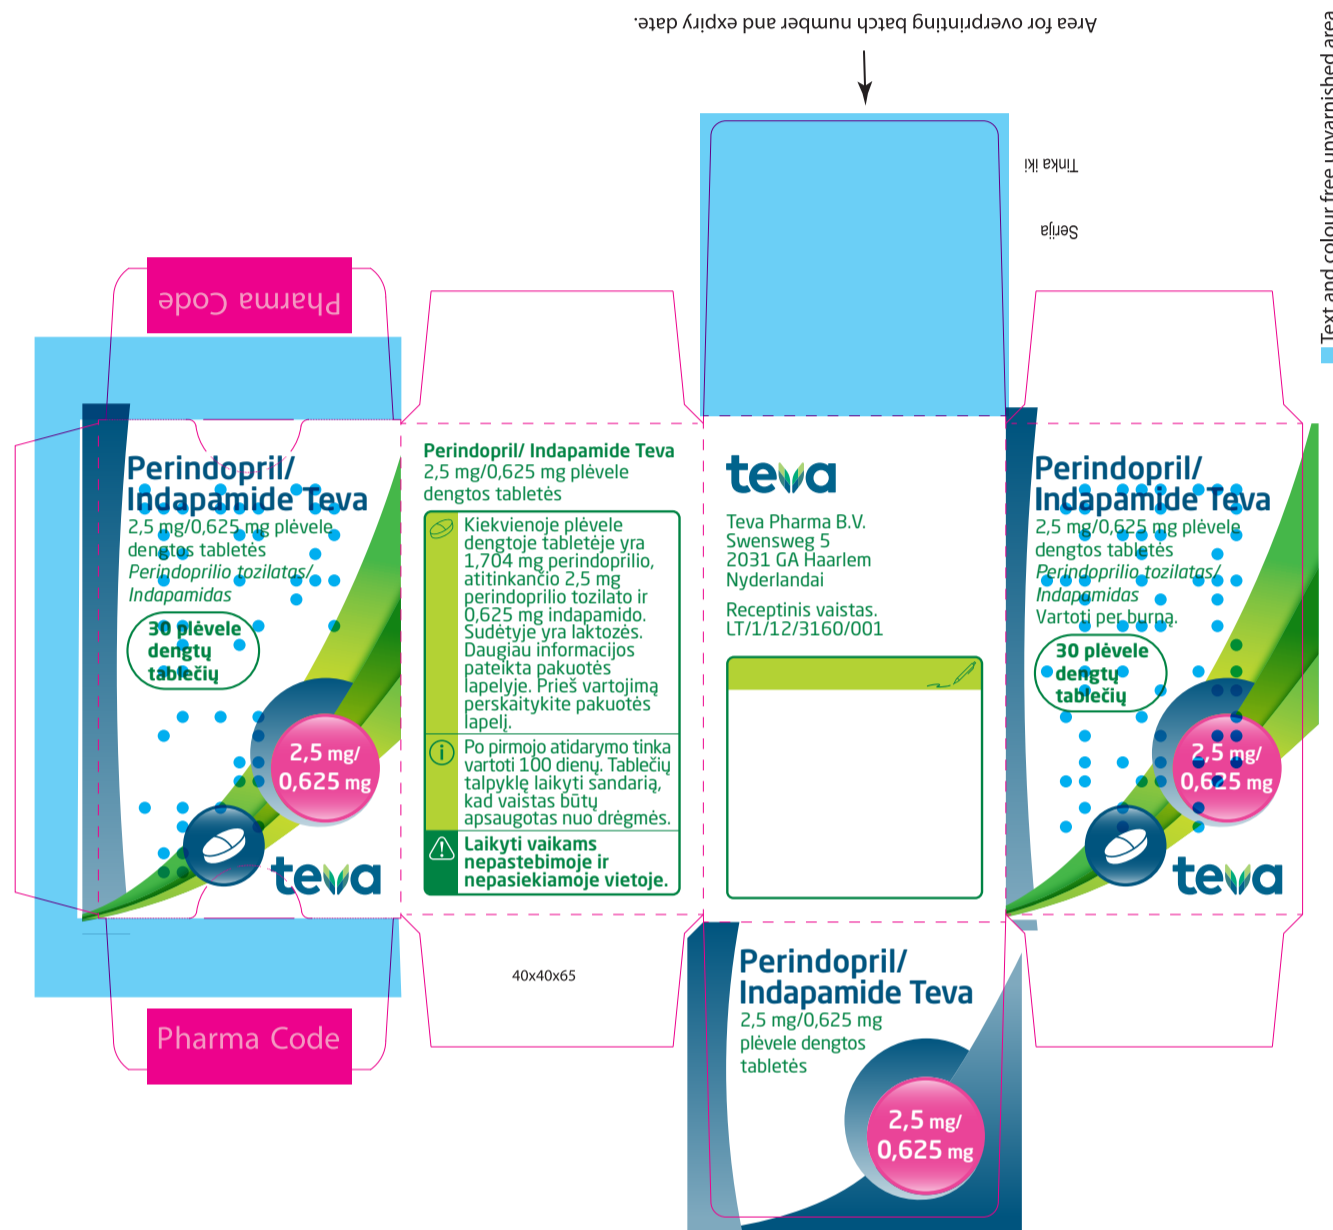 Area for overprinting batch number and expiry date.
Text and colour free unvarnished area
Tinka iki
Serija
Pharma Code
Perindopril/
Indapamide Teva
2,5 mg/0,625 mg plėvele
dengtos tabletės
Perindoprilio tozilatas/
Indapamidas
30 plėvele
dengtų
tablečių
2,5 mg/
0,625 mg
teva
Pharma Code
Perindopril/ Indapamide Teva
2,5 mg/0,625 mg plėvele
dengtos tabletės
Kiekvienoje plėvele
dengtoje tabletėje yra
1,704 mg perindoprilio,
atitinkančio 2,5 mg
perindoprilio tozilato ir
0,625 mg indapamido.
Sudėtyje yra laktozės.
Daugiau informacijos
pateikta pakuotės
lapelyje. Prieš vartojimą
perskaitykite pakuotės
lapelį.
Po pirmojo atidarymo tinka
vartoti 100 dienų. Tablečių
talpyklę laikyti sandarią,
kad vaistas būtų
apsaugotas nuo drėgmės.
Laikyti vaikams
nepastebimoje ir
nepasiekiamoje vietoje.
40x40x65
teva
Teva Pharma B.V.
Swensweg 5
2031 GA Haarlem
Nyderlandai
Receptinis vaistas.
LT/1/12/3160/001
Perindopril/
Indapamide Teva
2,5 mg/0,625 mg
plėvele dengtos
tabletės
2,5 mg/
0,625 mg
Perindopril/
Indapamide Teva
2,5 mg/0,625 mg plėvele
dengtos tabletės
Perindoprilio tozilatas/
Indapamidas
Vartoti per burną.
30 plėvele
dengtų
tablečių
2,5 mg/
0,625 mg
teva